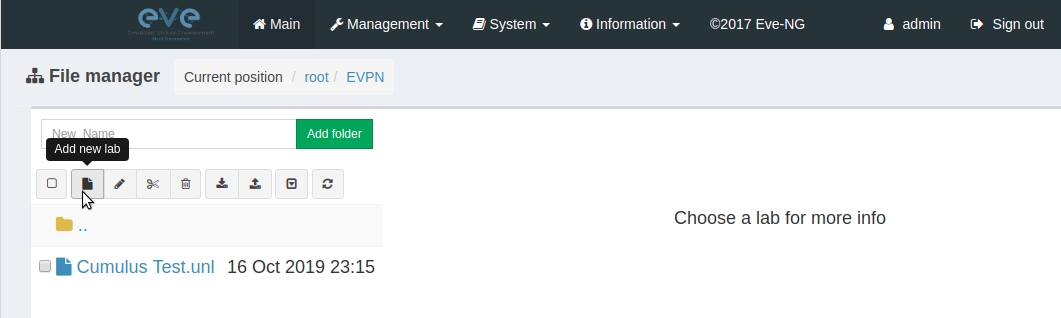 eve
Emulated Virtual Environment
Next Generation
Main
Management
System
Information
©2017 Eve-NG
admin
Sign out
File manager
Current position / root / EVPN
New_Name
Add folder
Add new lab
..
Cumulus Test.unl 16 Oct 2019 23:15
Choose a lab for more info